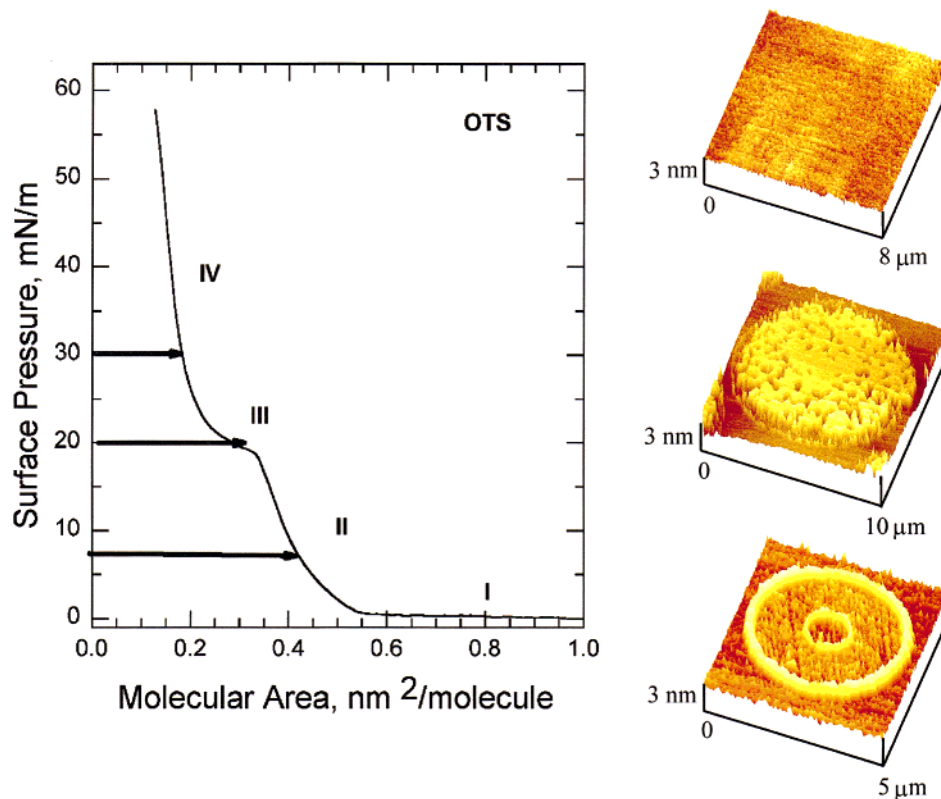 60
50
40
30
20
10
0
Surface Pressure, mN/m
OTS
IV
III
II
I
0.0 0.2 0.4 0.6 0.8 1.0
Molecular Area, nm 2/molecule
3 nm
0
8 μm
3 nm
0
10 μm
3 nm
0
5 μm